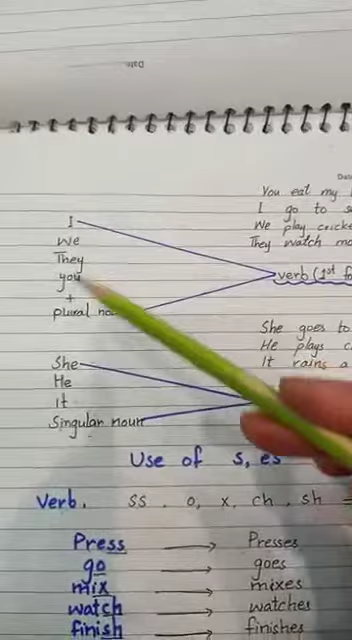 Date
Date
You eat my
I go to
We play
They watch
I
We
They
you
+
plural
verb (1st
She goes to
He plays
It rains a
She
He
It
Singular noun
Use of s, es
Verb. ss , o, x, ch , sh =
Press → Presses
go → goes
mix → mixes
watch → watches
finish → finishes